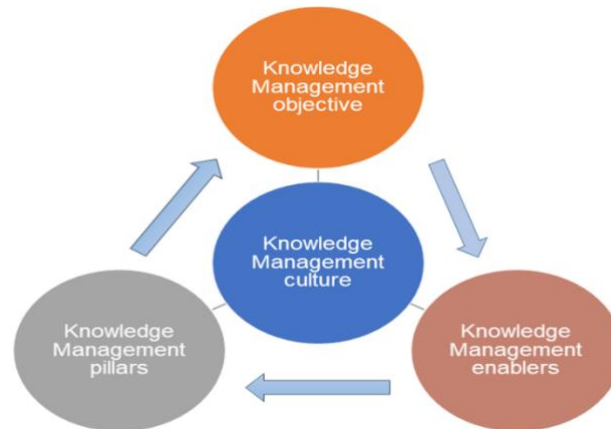 Knowledge
Management
objective
Knowledge
Management
culture
Knowledge
Management
pillars
Knowledge
Management
enablers